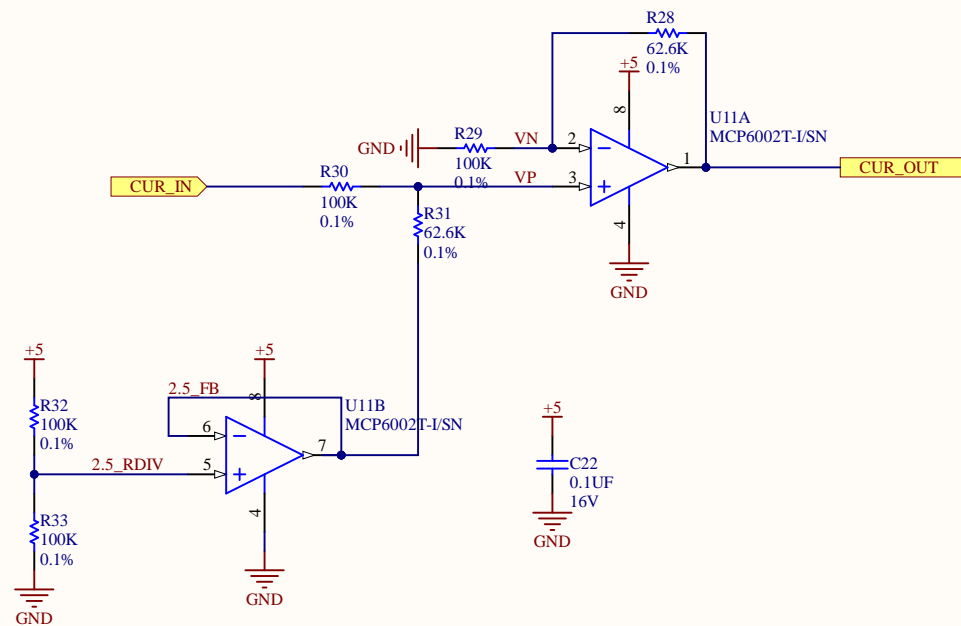 R28
62.6K
0.1%
+5
8
U11A
MCP6002T-I/SN
GND
R29
100K
0.1%
VN
2
1
CUR_OUT
CUR_IN
R30
100K
0.1%
VP
3
R31
62.6K
0.1%
4
GND
+5
+5
2.5_FB
8
U11B
MCP6002T-I/SN
R32
100K
0.1%
6
7
+5
2.5_RDIV
5
C22
0.1UF
16V
R33
100K
0.1%
4
GND
GND
GND